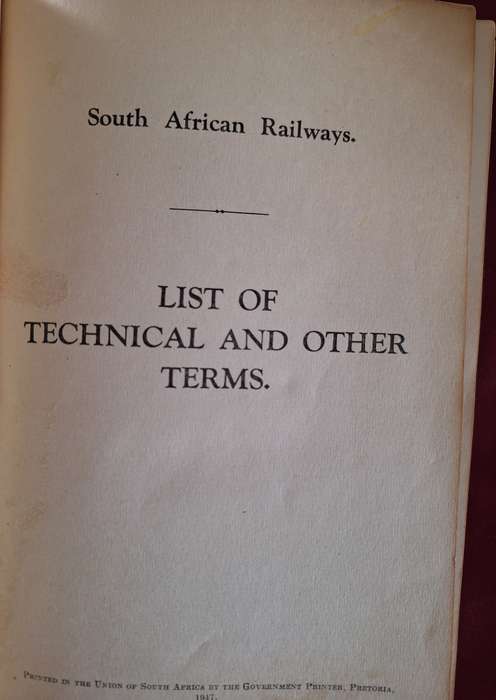 South African Railways.
LIST OF
TECHNICAL AND OTHER
TERMS.
PRINTED IN THE UNION OF SOUTH AFRICA BY THE GOVERNMENT PRINTER, PRETORIA,
1947.